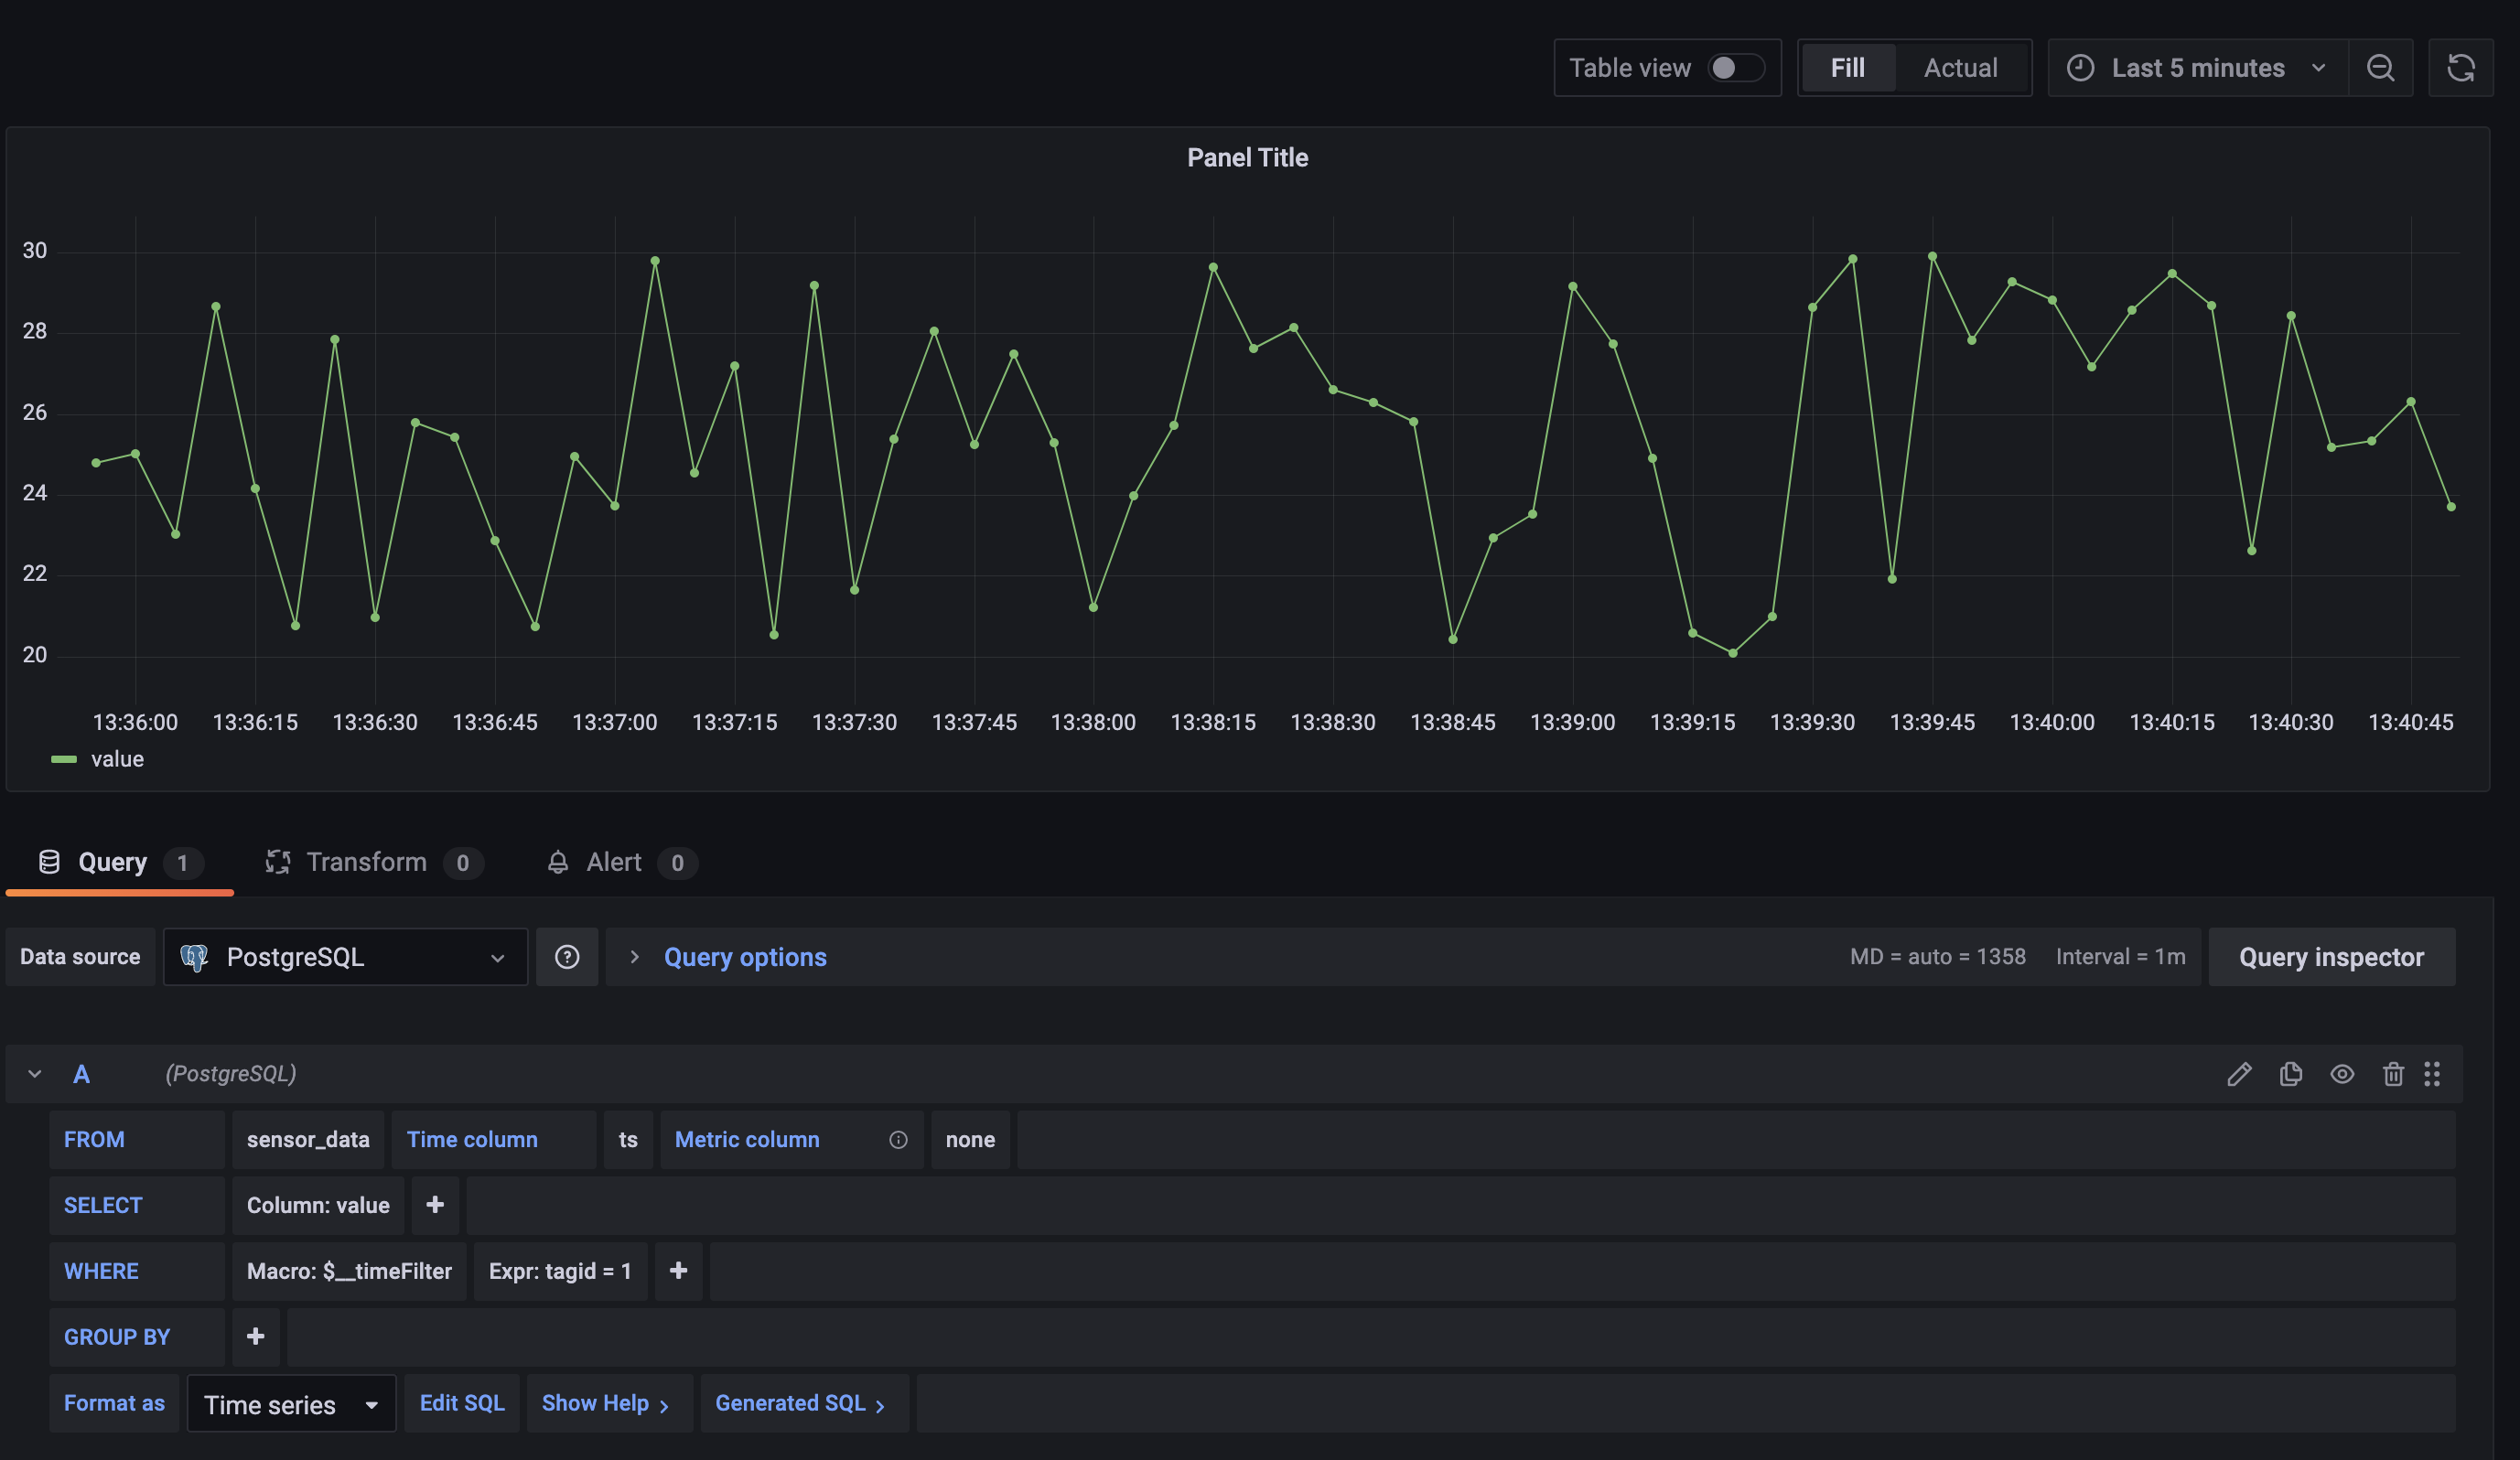 Table view Fill Actual Last 5 minutes
Panel Title
30
28
26
24
22
20
13:36:00 13:36:15 13:36:30 13:36:45 13:37:00 13:37:15 13:37:30 13:37:45 13:38:00 13:38:15 13:38:30 13:38:45 13:39:00 13:39:15 13:39:30 13:39:45 13:40:00 13:40:15 13:40:30 13:40:45
value
Query 1 Transform 0 Alert 0
Data source PostgreSQL Query options MD = auto = 1358 Interval = 1m Query inspector
A (PostgreSQL)
FROM sensor_data Time column ts Metric column none
SELECT Column: value +
WHERE Macro: $__timeFilter Expr: tagid = 1 +
GROUP BY +
Format as Time series Edit SQL Show Help > Generated SQL >